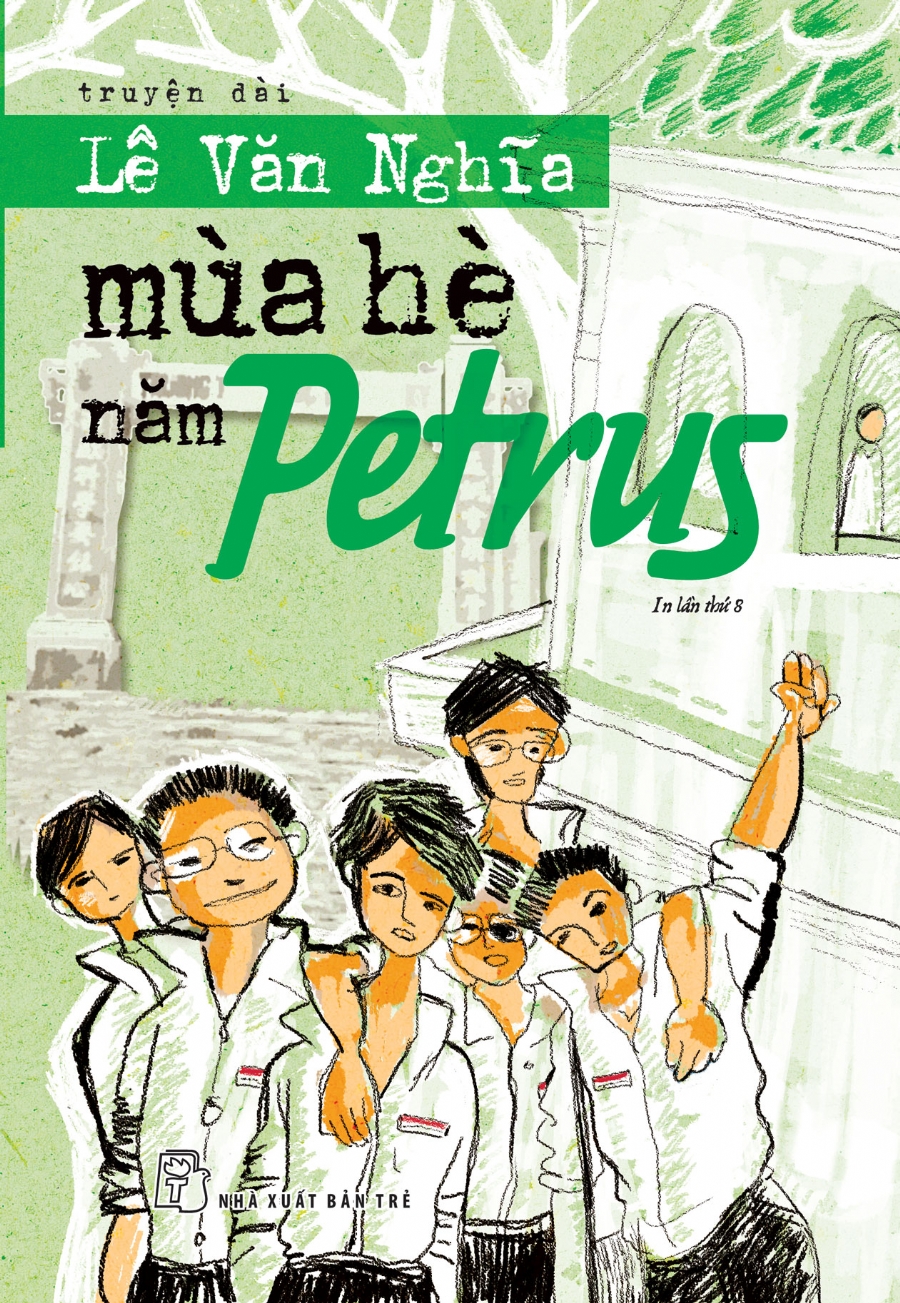 truyện dài
Lê Văn Nghĩa
mùa hè
năm Petrus
In lần thứ 8
NHÀ XUẤT BẢN TRẺ